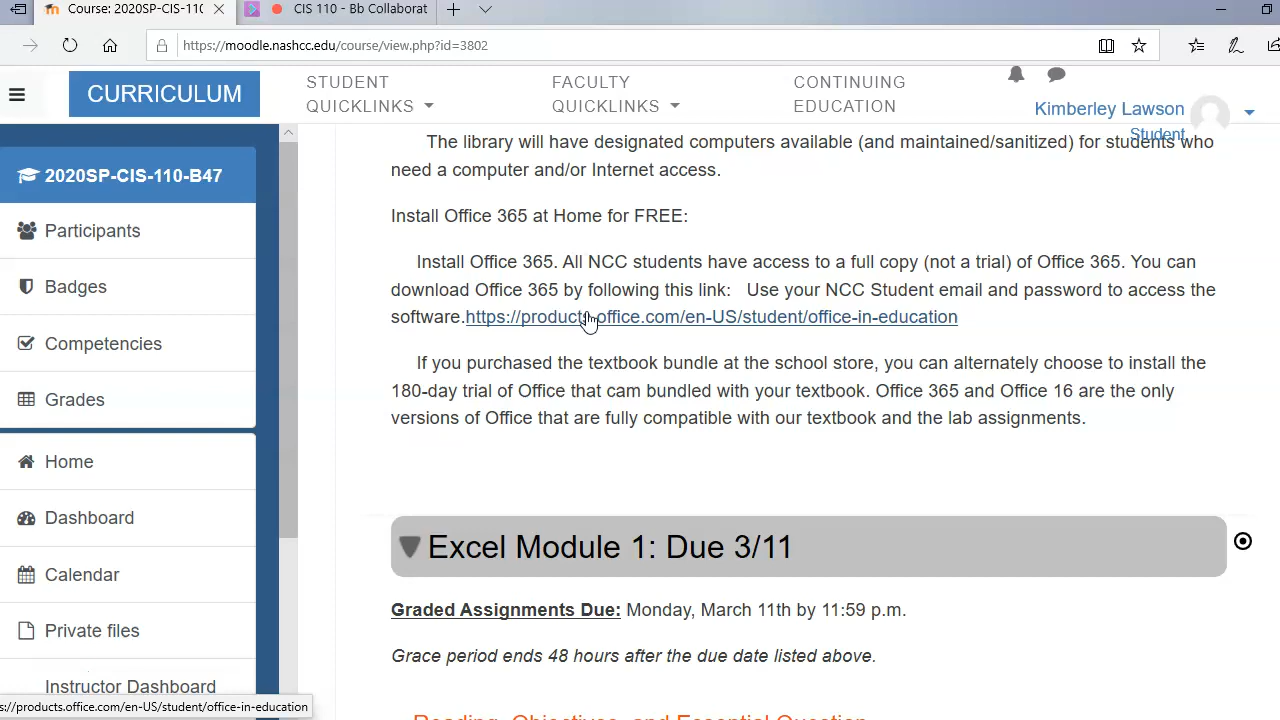 Course: 2020SP-CIS-110
CIS 110 - Bb Collaborat
https://moodle.nashcc.edu/course/view.php?id=3802
CURRICULUM
STUDENT QUICKLINKS
FACULTY QUICKLINKS
CONTINUING EDUCATION
Kimberley Lawson
Student
2020SP-CIS-110-B47
Participants
Badges
Competencies
Grades
Home
Dashboard
Calendar
Private files
Instructor Dashboard
s://products.office.com/en-US/student/office-in-education
The library will have designated computers available (and maintained/sanitized) for students who
need a computer and/or Internet access.
Install Office 365 at Home for FREE:
Install Office 365. All NCC students have access to a full copy (not a trial) of Office 365. You can
download Office 365 by following this link: Use your NCC Student email and password to access the
software.https://products.office.com/en-US/student/office-in-education
If you purchased the textbook bundle at the school store, you can alternately choose to install the
180-day trial of Office that cam bundled with your textbook. Office 365 and Office 16 are the only
versions of Office that are fully compatible with our textbook and the lab assignments.
Excel Module 1: Due 3/11
Graded Assignments Due: Monday, March 11th by 11:59 p.m.
Grace period ends 48 hours after the due date listed above.
Reading, Objectives, and Essential Question